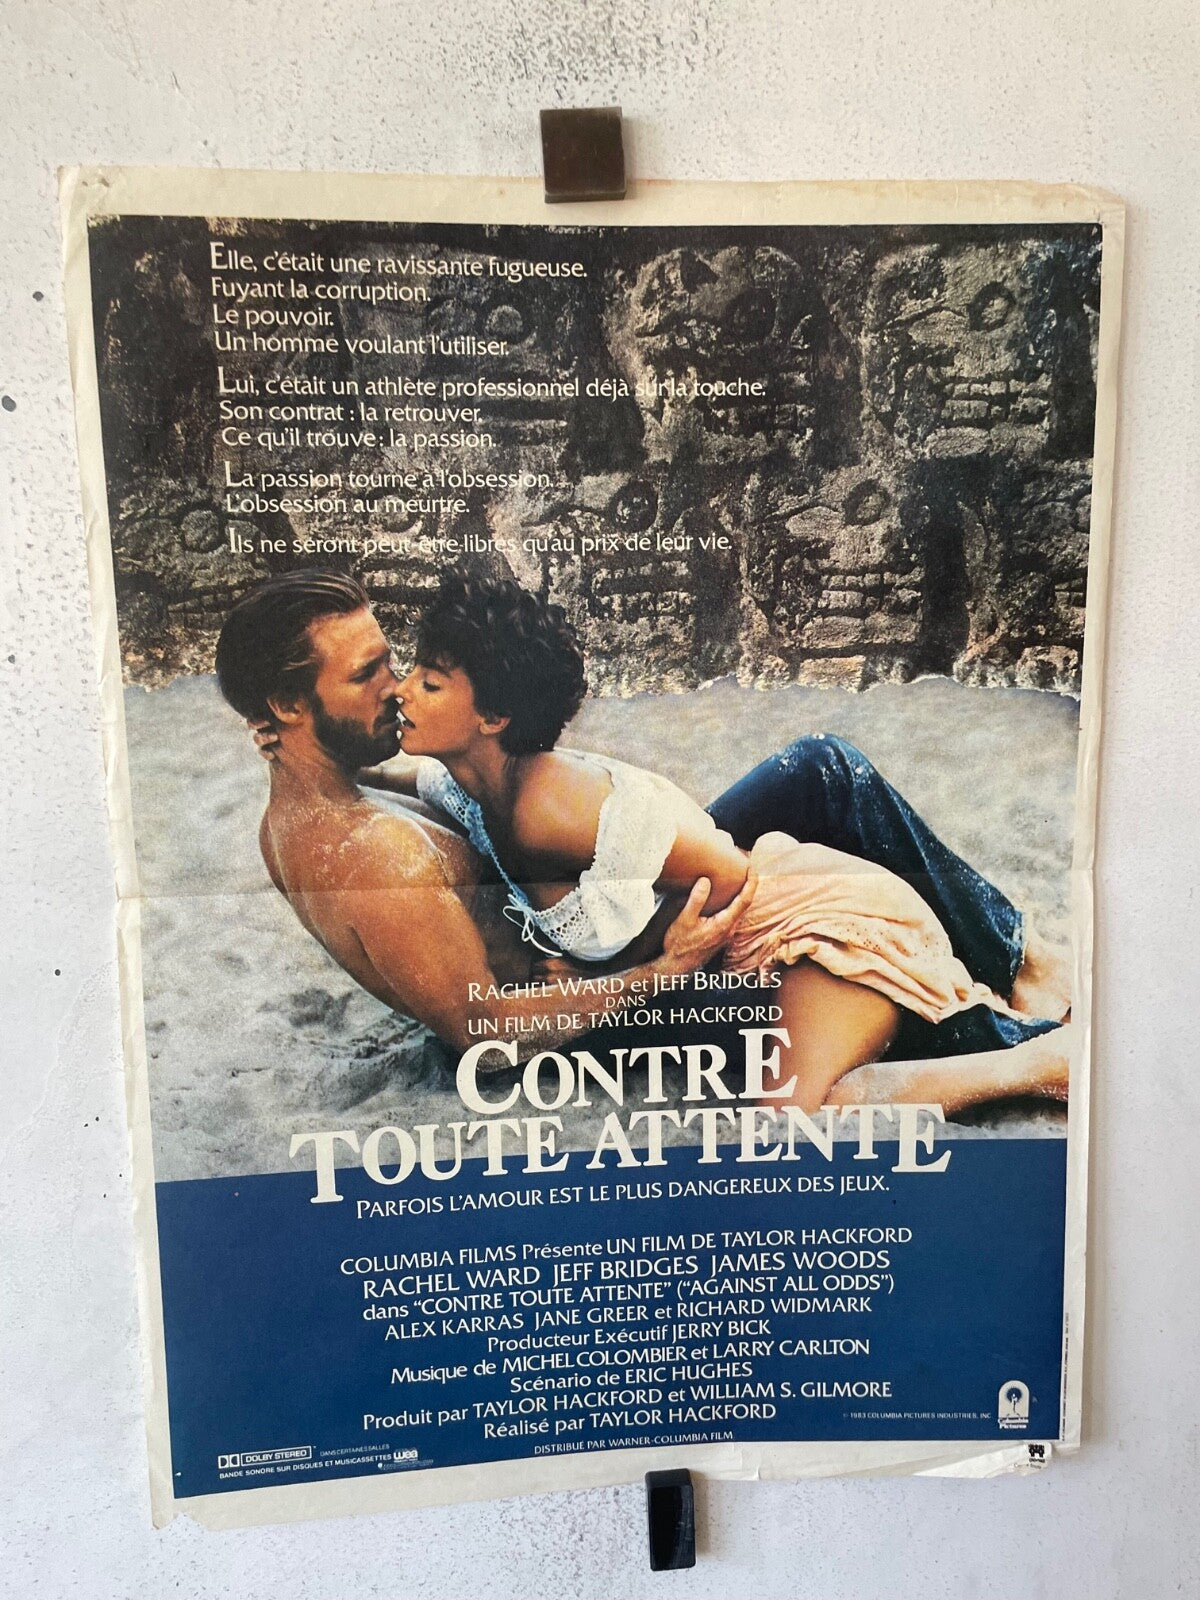 Elle, c'était une ravissante fugueuse.
Fuyant la corruption.
Le pouvoir.
Un homme voulant l'utiliser.
Lui, c'était un athlète professionnel déjà sur la touche.
Son contrat : la retrouver.
Ce qu'il trouve : la passion.
La passion tourne à l'obsession.
L'obsession au meurtre.
Ils ne seront peut-être libres qu'au prix de leur vie.
RACHEL WARD et JEFF BRIDGES
DANS
UN FILM DE TAYLOR HACKFORD
CONTRE
TOUTE ATTENTE
PARFOIS L'AMOUR EST LE PLUS DANGEREUX DES JEUX.
COLUMBIA FILMS Présente UN FILM DE TAYLOR HACKFORD
RACHEL WARD JEFF BRIDGES JAMES WOODS
dans "CONTRE TOUTE ATTENTE" ("AGAINST ALL ODDS")
ALEX KARRAS JANE GREER et RICHARD WIDMARK
Producteur Exécutif JERRY BICK
Musique de MICHEL COLOMBIER et LARRY CARLTON
Scénario de ERIC HUGHES
Produit par TAYLOR HACKFORD et WILLIAM S. GILMORE
Réalisé par TAYLOR HACKFORD
© 1983 COLUMBIA PICTURES INDUSTRIES, INC.
Columbia
Pictures
DISTRIBUÉ PAR WARNER-COLUMBIA FILM
DOLBY STEREO DANS CERTAINES SALLES
BANDE SONORE SUR DISQUES ET MUSICASSETTES wea